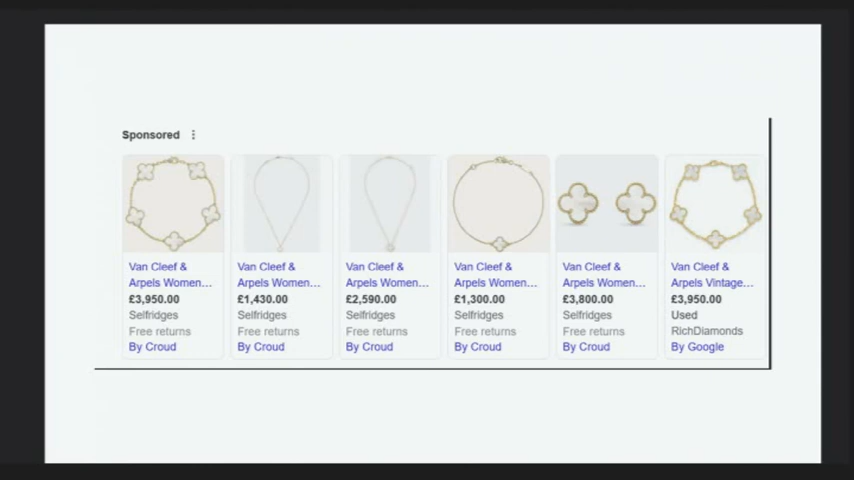 Sponsored
Van Cleef &
Arpels Women...
£3,950.00
Selfridges
Free returns
By Croud
Van Cleef &
Arpels Women...
£1,430.00
Selfridges
Free returns
By Croud
Van Cleef &
Arpels Women...
£2,590.00
Selfridges
Free returns
By Croud
Van Cleef &
Arpels Women...
£1,300.00
Selfridges
Free returns
By Croud
Van Cleef &
Arpels Women...
£3,800.00
Selfridges
Free returns
By Croud
Van Cleef &
Arpels Vintage...
£3,950.00
Used
RichDiamonds
By Google